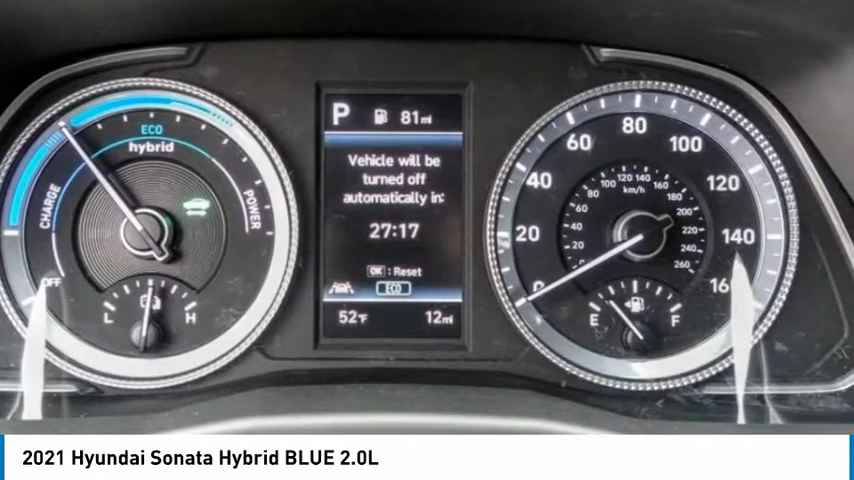 P 81mi
Vehicle will be
turned off
automatically in:
27:17
OK : Reset
ECO
52°F 12mi
ECO
hybrid
CHARGE
POWER
OFF
L H
0 20 40 60 80 100 120 140 160
km/h
20 40 60 80 100 120 140 160 180 200 220 240 260
E F
2021 Hyundai Sonata Hybrid BLUE 2.0L